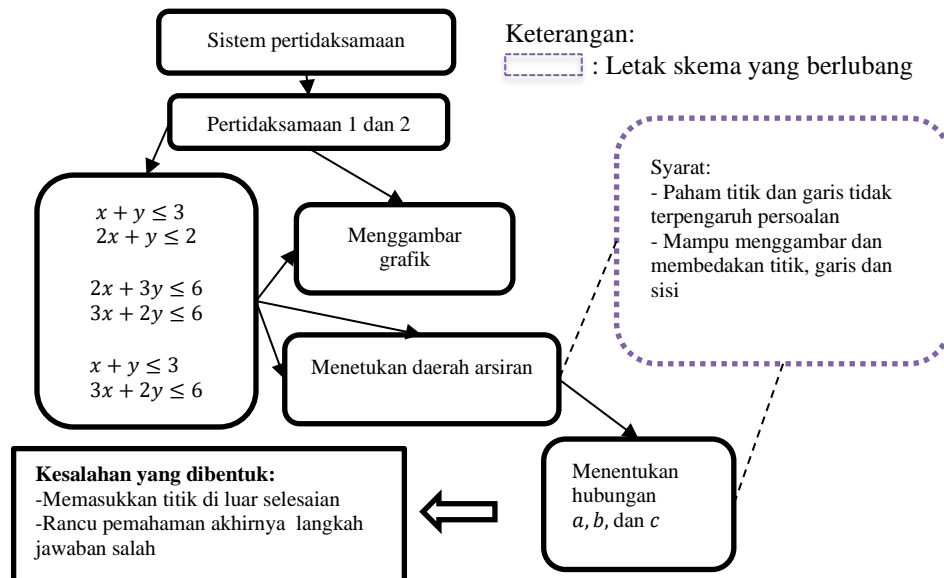 Sistem pertidaksamaan
Keterangan:
: Letak skema yang berlubang
Pertidaksamaan 1 dan 2
Syarat:
- Paham titik dan garis tidak
terpengaruh persoalan
- Mampu menggambar dan
membedakan titik, garis dan
sisi
𝑥 + 𝑦 ≤ 3
2𝑥 + 𝑦 ≤ 2
2𝑥 + 3𝑦 ≤ 6
3𝑥 + 2𝑦 ≤ 6
𝑥 + 𝑦 ≤ 3
3𝑥 + 2𝑦 ≤ 6
Menggambar
grafik
Menetukan daerah arsiran
Menentukan
hubungan
𝑎, 𝑏, dan 𝑐
Kesalahan yang dibentuk:
-Memasukkan titik di luar selesaian
-Rancu pemahaman akhirnya langkah
jawaban salah